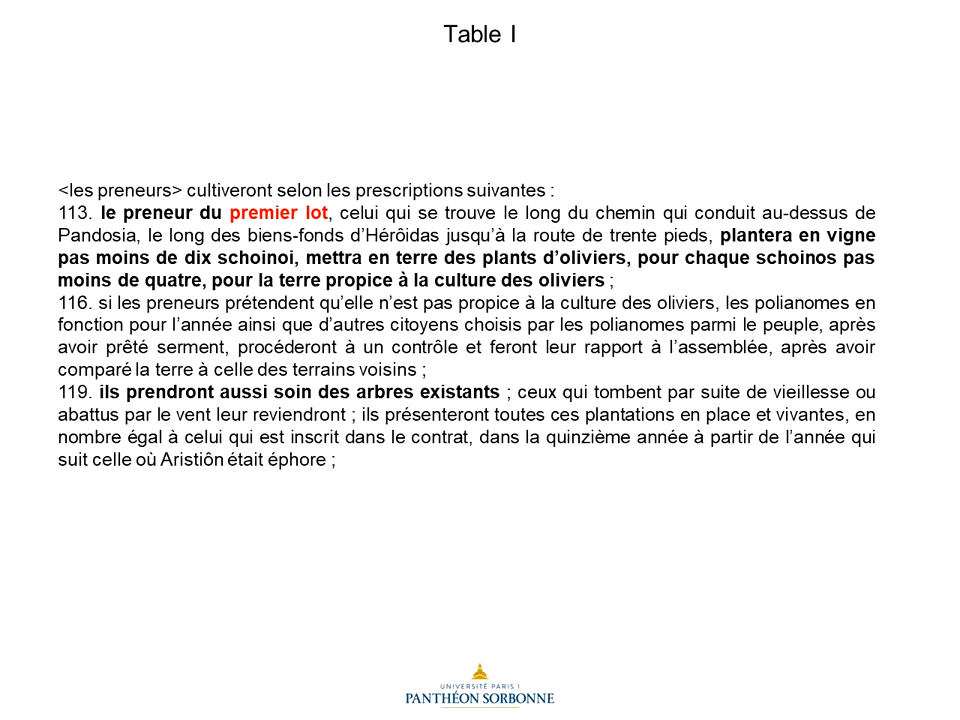 Table I
<les preneurs> cultiveront selon les prescriptions suivantes :
113. le preneur du premier lot, celui qui se trouve le long du chemin qui conduit au-dessus de
Pandosia, le long des biens-fonds d’Hérôidas jusqu’à la route de trente pieds, plantera en vigne
pas moins de dix schoinoi, mettra en terre des plants d’oliviers, pour chaque schoinos pas
moins de quatre, pour la terre propice à la culture des oliviers ;
116. si les preneurs prétendent qu’elle n’est pas propice à la culture des oliviers, les polianomes en
fonction pour l’année ainsi que d’autres citoyens choisis par les polianomes parmi le peuple, après
avoir prêté serment, procéderont à un contrôle et feront leur rapport à l’assemblée, après avoir
comparé la terre à celle des terrains voisins ;
119. ils prendront aussi soin des arbres existants ; ceux qui tombent par suite de vieillesse ou
abattus par le vent leur reviendront ; ils présenteront toutes ces plantations en place et vivantes, en
nombre égal à celui qui est inscrit dans le contrat, dans la quinzième année à partir de l’année qui
suit celle où Aristiôn était éphore ;
UNIVERSITÉ PARIS I
PANTHÉON SORBONNE